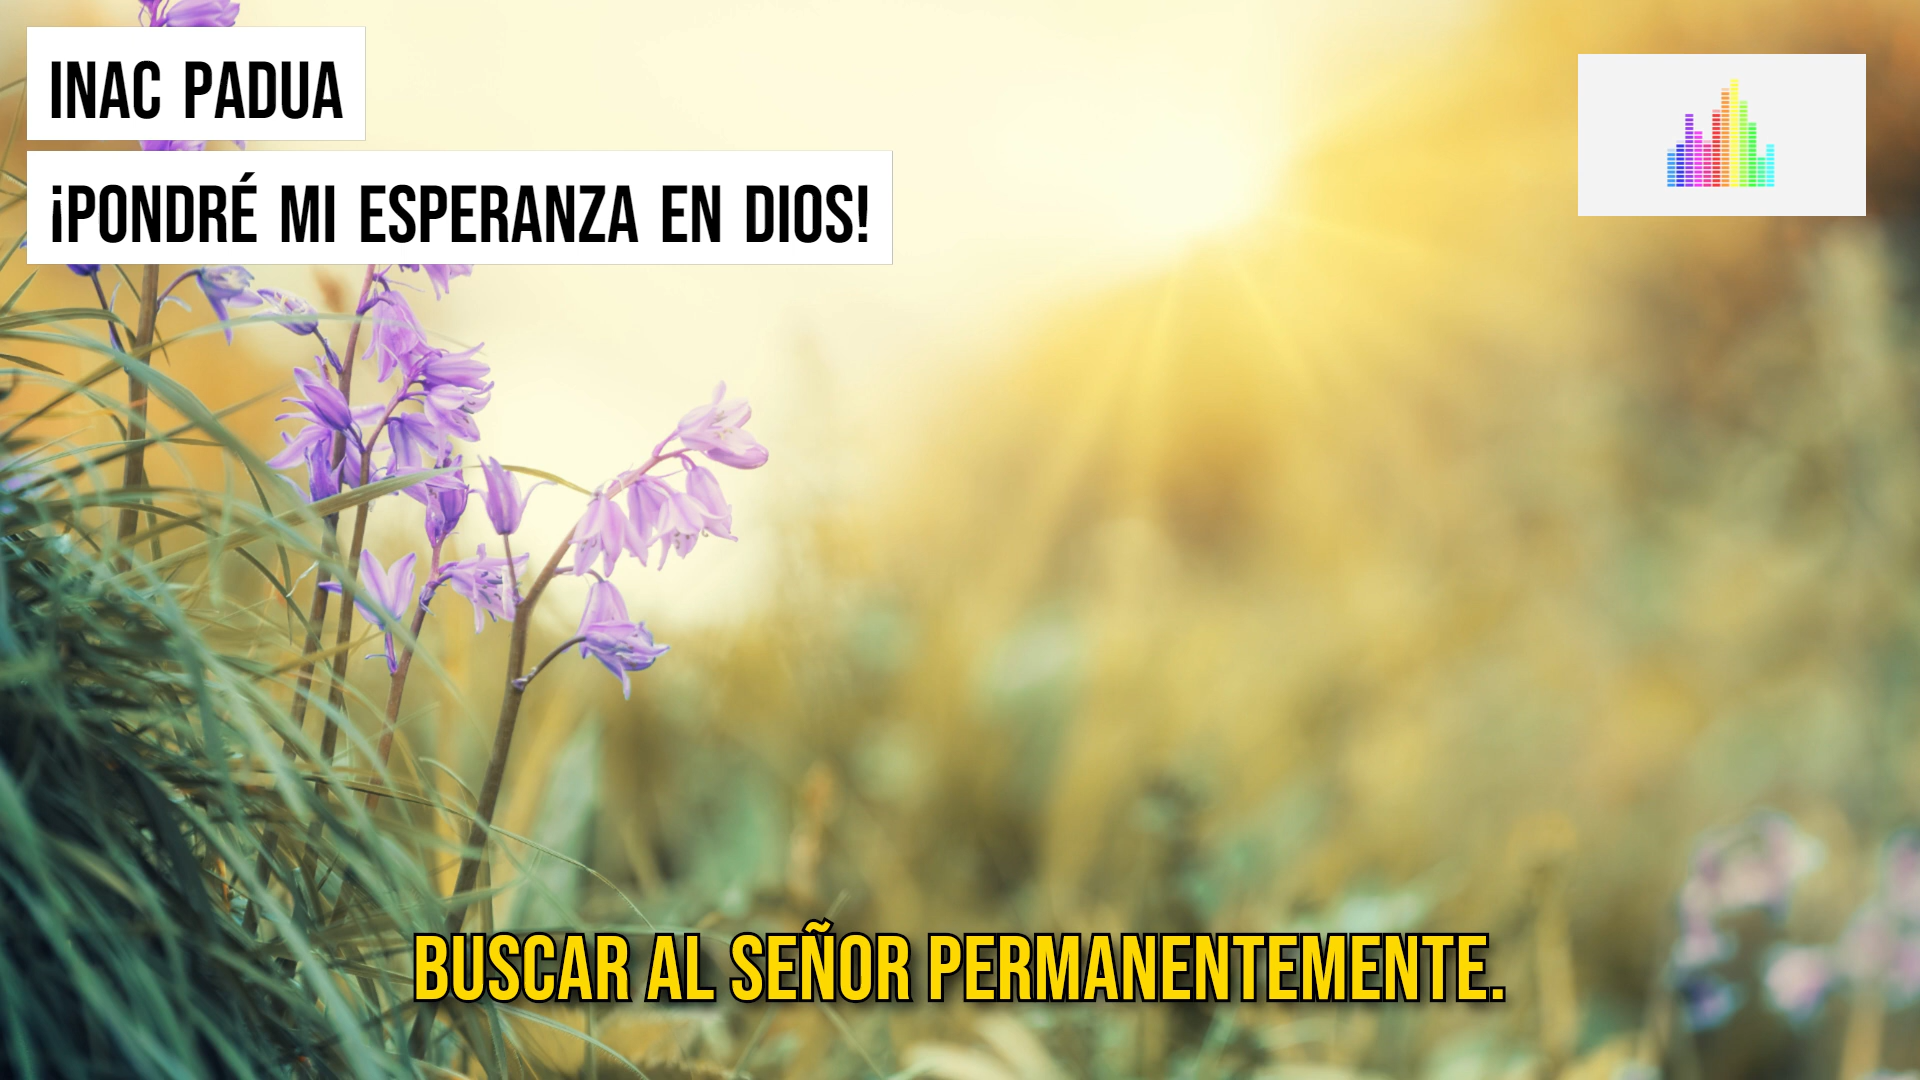 INAC PADUA
¡PONDRÉ MI ESPERANZA EN DIOS!
BUSCAR AL SEÑOR PERMANENTEMENTE.